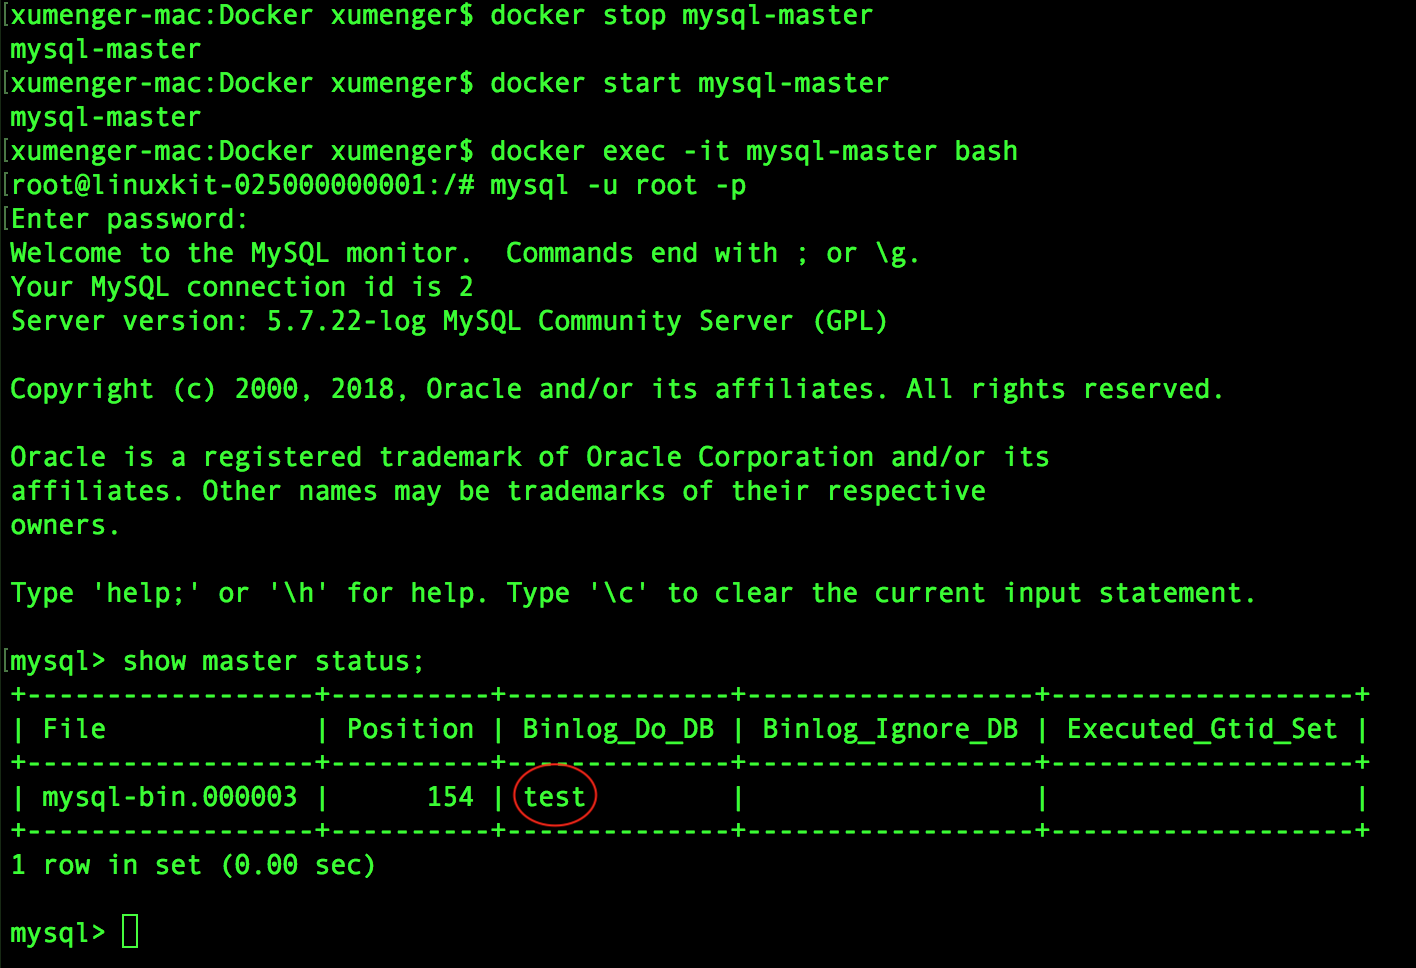 [xumenger-mac:Docker xumenger$ docker stop mysql-master
mysql-master
[xumenger-mac:Docker xumenger$ docker start mysql-master
mysql-master
[xumenger-mac:Docker xumenger$ docker exec -it mysql-master bash
[root@linuxkit-025000000001:/# mysql -u root -p
[Enter password:
Welcome to the MySQL monitor.  Commands end with ; or \g.
Your MySQL connection id is 2
Server version: 5.7.22-log MySQL Community Server (GPL)
Copyright (c) 2000, 2018, Oracle and/or its affiliates. All rights reserved.
Oracle is a registered trademark of Oracle Corporation and/or its
affiliates. Other names may be trademarks of their respective
owners.
Type 'help;' or '\h' for help. Type '\c' to clear the current input statement.
[mysql> show master status;
+------------------+----------+--------------+------------------+-------------------+
| File             | Position | Binlog_Do_DB | Binlog_Ignore_DB | Executed_Gtid_Set |
+------------------+----------+--------------+------------------+-------------------+
| mysql-bin.000003 |      154 | test         |                  |                   |
+------------------+----------+--------------+------------------+-------------------+
1 row in set (0.00 sec)
mysql>